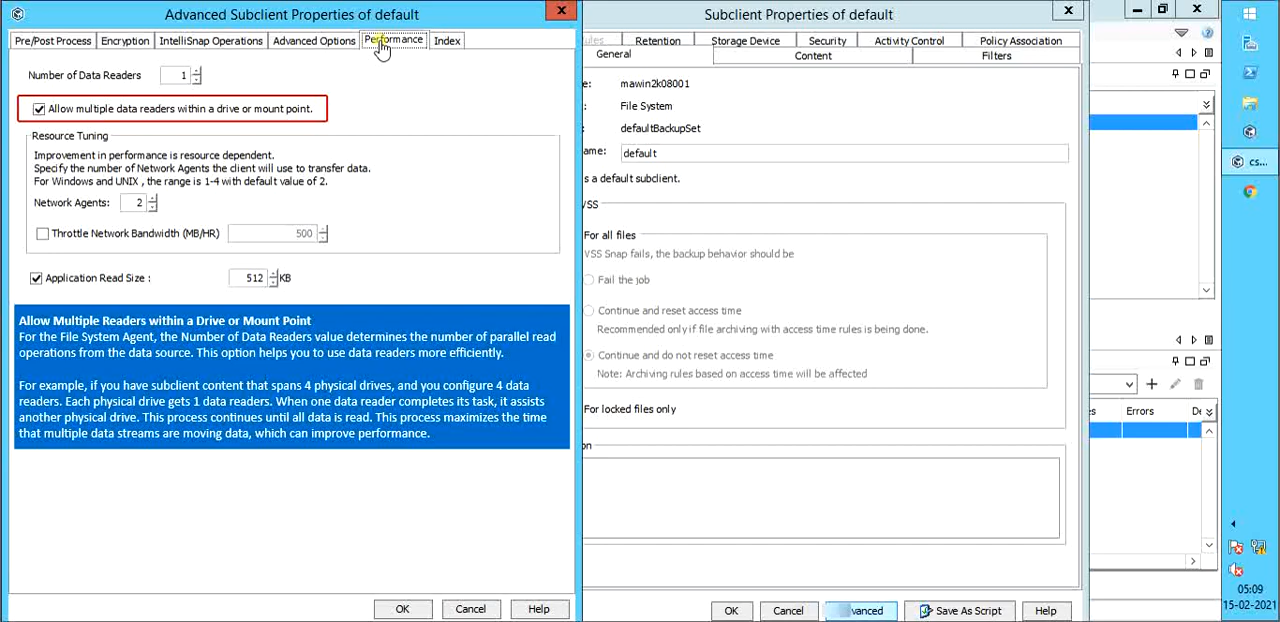 Advanced Subclient Properties of default
Pre/Post Process Encryption IntelliSnap Operations Advanced Options Performance Index
Number of Data Readers 1
Allow multiple data readers within a drive or mount point.
Resource Tuning
Improvement in performance is resource dependent.
Specify the number of Network Agents the client will use to transfer data.
For Windows and UNIX , the range is 1-4 with default value of 2.
Network Agents: 2
Throttle Network Bandwidth (MB/HR) 500
Application Read Size : 512 KB
Allow Multiple Readers within a Drive or Mount Point
For the File System Agent, the Number of Data Readers value determines the number of parallel read
operations from the data source. This option helps you to use data readers more efficiently.
For example, if you have subclient content that spans 4 physical drives, and you configure 4 data
readers. Each physical drive gets 1 data readers. When one data reader completes its task, it assists
another physical drive. This process continues until all data is read. This process maximizes the time
that multiple data streams are moving data, which can improve performance.
OK Cancel Help
Subclient Properties of default
Retention Storage Device Security Activity Control Policy Association
General Content Filters
e: mawin2k08001
: File System
: defaultBackupSet
ame: default
s a default subclient.
VSS
For all files
VSS Snap fails, the backup behavior should be
Fail the job
Continue and reset access time
Recommended only if file archiving with access time rules is being done.
Continue and do not reset access time
Note: Archiving rules based on access time will be affected
For locked files only
on
OK Cancel vanced Save As Script Help
s Errors De
cs...
05:09
15-02-2021